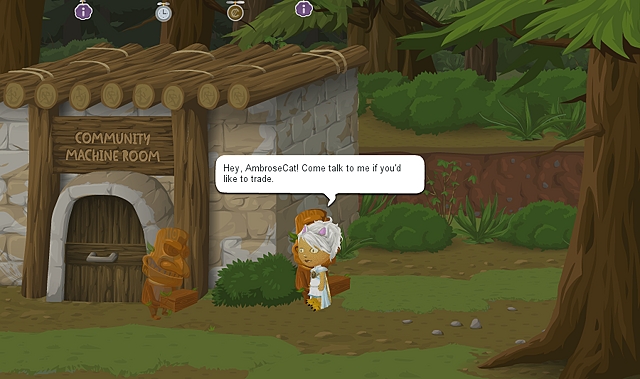 COMMUNITY
MACHINE ROOM
Hey, AmbroseCat! Come talk to me if you'd
like to trade.